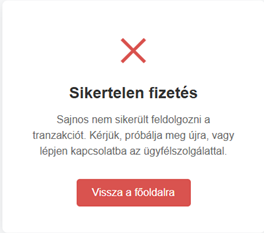 Sikertelen fizetés
Sajnos nem sikerült feldolgozni a
tranzakciót. Kérjük, próbálja meg újra, vagy
lépjen kapcsolatba az ügyfélszolgálattal.
Vissza a főoldalra